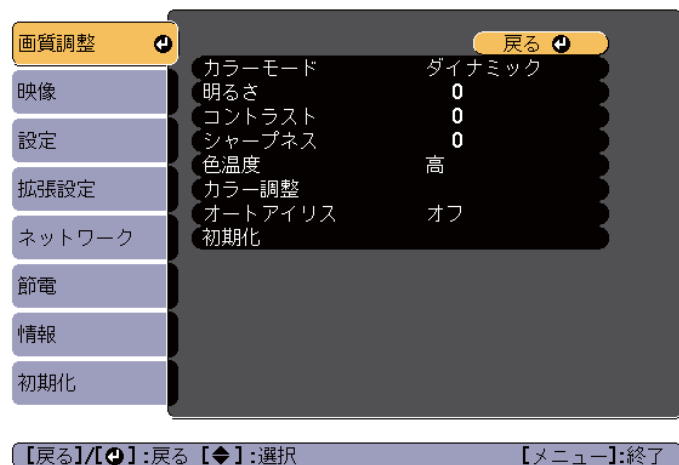 画質調整
映像
設定
拡張設定
ネットワーク
節電
情報
初期化
戻る
カラーモード ダイナミック
明るさ 0
コントラスト 0
シャープネス 0
色温度 高
カラー調整
オートアイリス オフ
初期化
【戻る】/【】:戻る 【】:選択 【メニュー】:終了